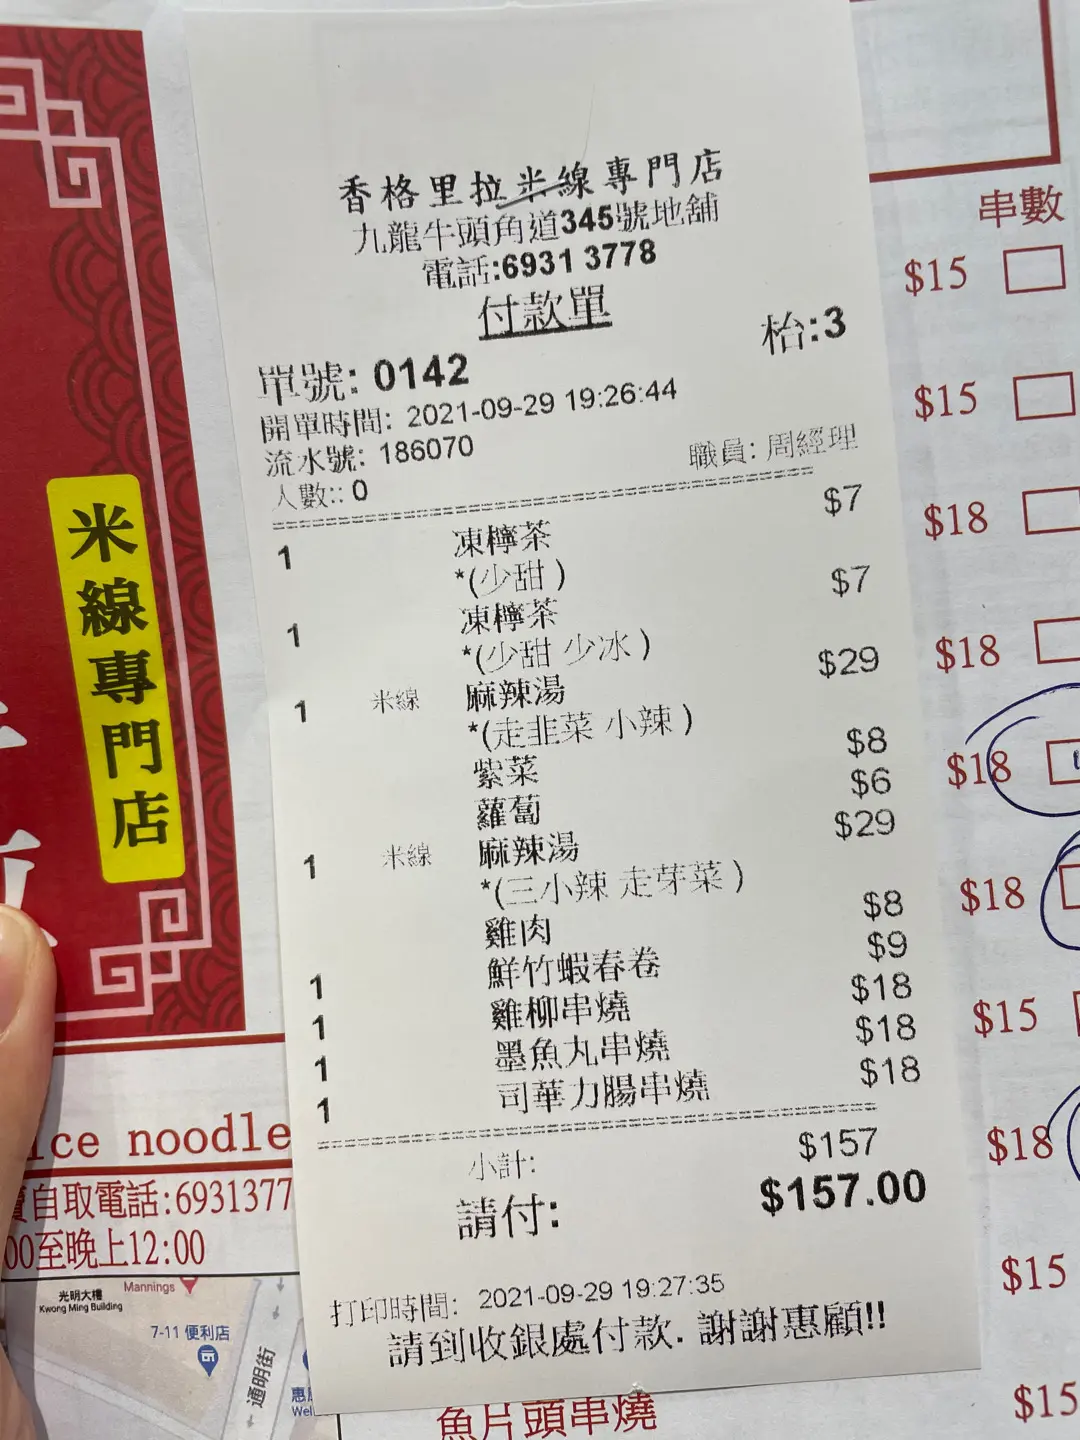 香格里拉米線專門店
九龍牛頭角道345號地舖
電話:6931 3778
付款單
單號: 0142 枱:3
開單時間: 2021-09-29 19:26:44
流水號: 186070 職員: 周經理
人數:: 0
1 凍檸茶 $7
*(少甜)
1 凍檸茶 $7
*(少甜 少冰)
1 米線 麻辣湯 $29
*(走韭菜 小辣)
紫菜 $8
蘿蔔 $6
1 米線 麻辣湯 $29
*(三小辣 走芽菜)
雞肉 $8
1 鮮竹蝦春卷 $9
1 雞柳串燒 $18
1 墨魚丸串燒 $18
1 司華力腸串燒 $18
小計: $157
請付: $157.00
打印時間: 2021-09-29 19:27:35
請到收銀處付款. 謝謝惠顧!!
米線專門店
ice noodle
自取電話:6931377
00至晚上12:00
光明大樓
Kwong Ming Building
Mannings
7-11 便利店
通明街
惠
Wel
魚片頭串燒
串數
$15
$15
$18
$18
$18
$18
$15
$18
$15
$15